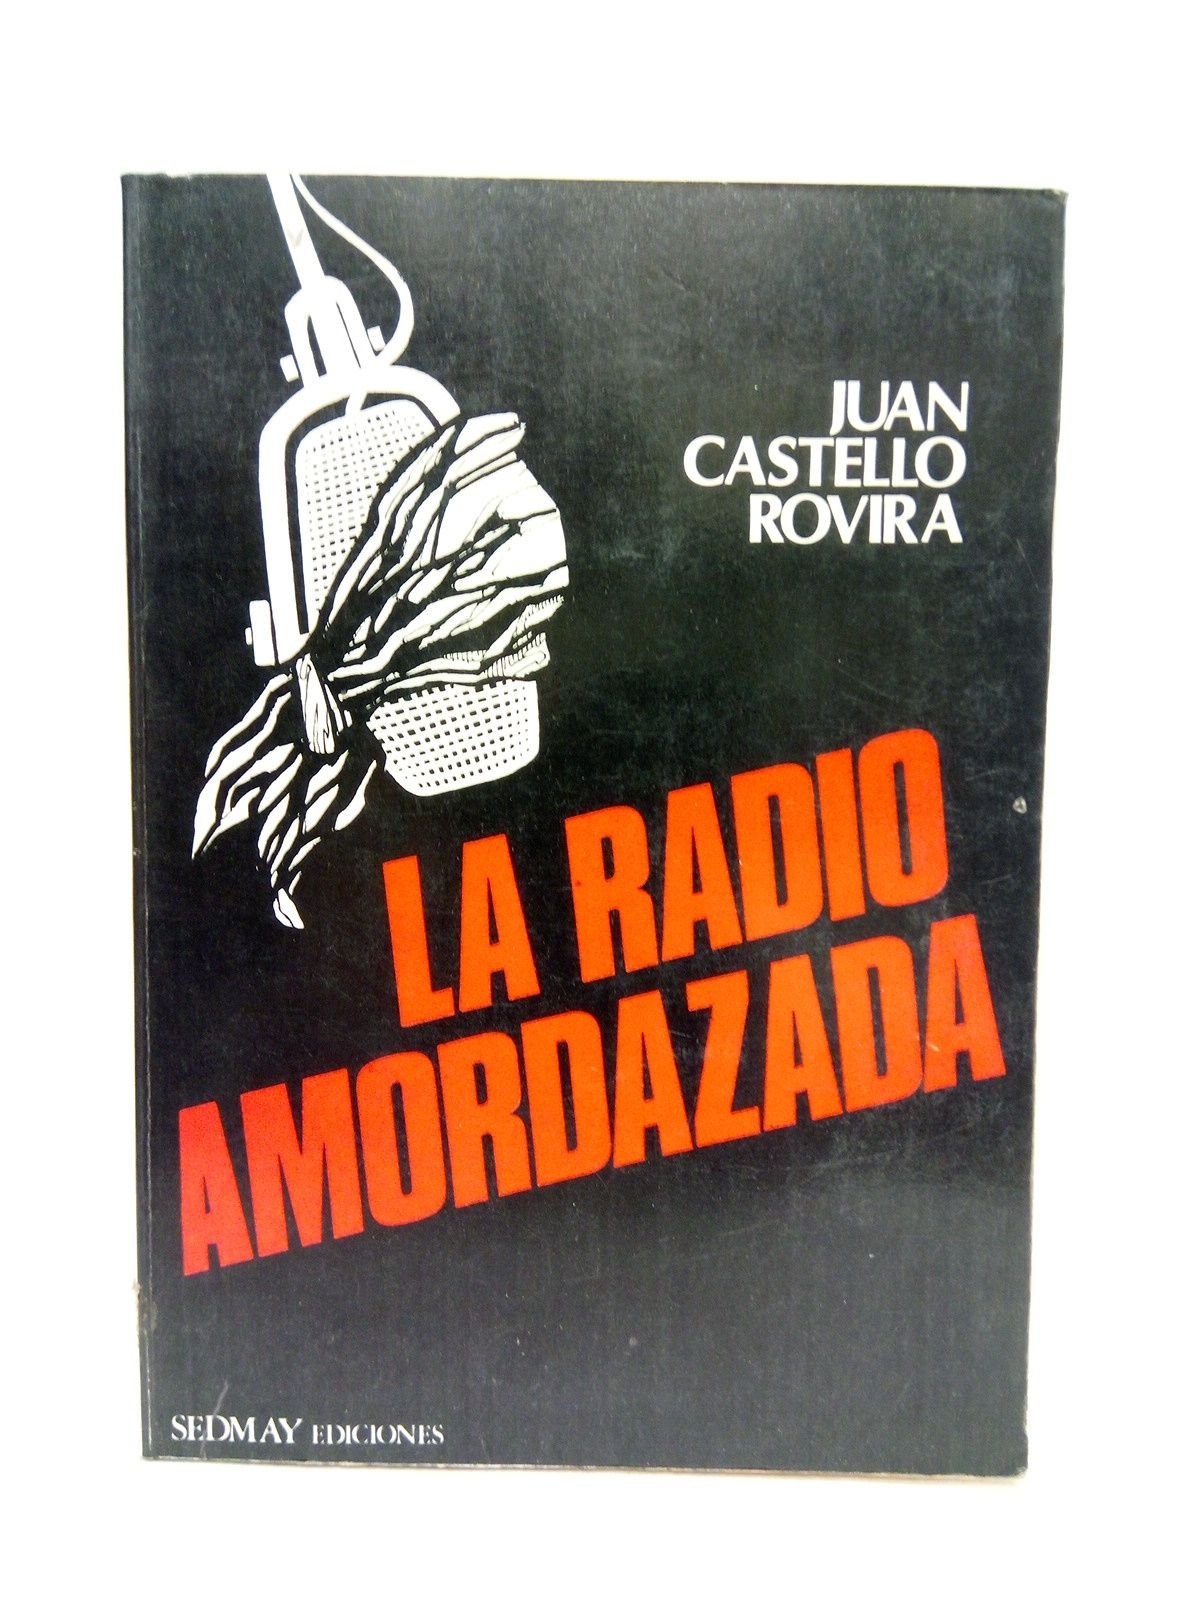 JUAN
CASTELLO
ROVIRA
LA RADIO
AMORDAZADA
SEDMAY EDICIONES